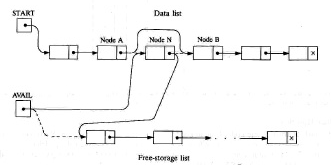 START
Data list
Node A
Node N
Node B
×
AVAIL
×
Free-storage list